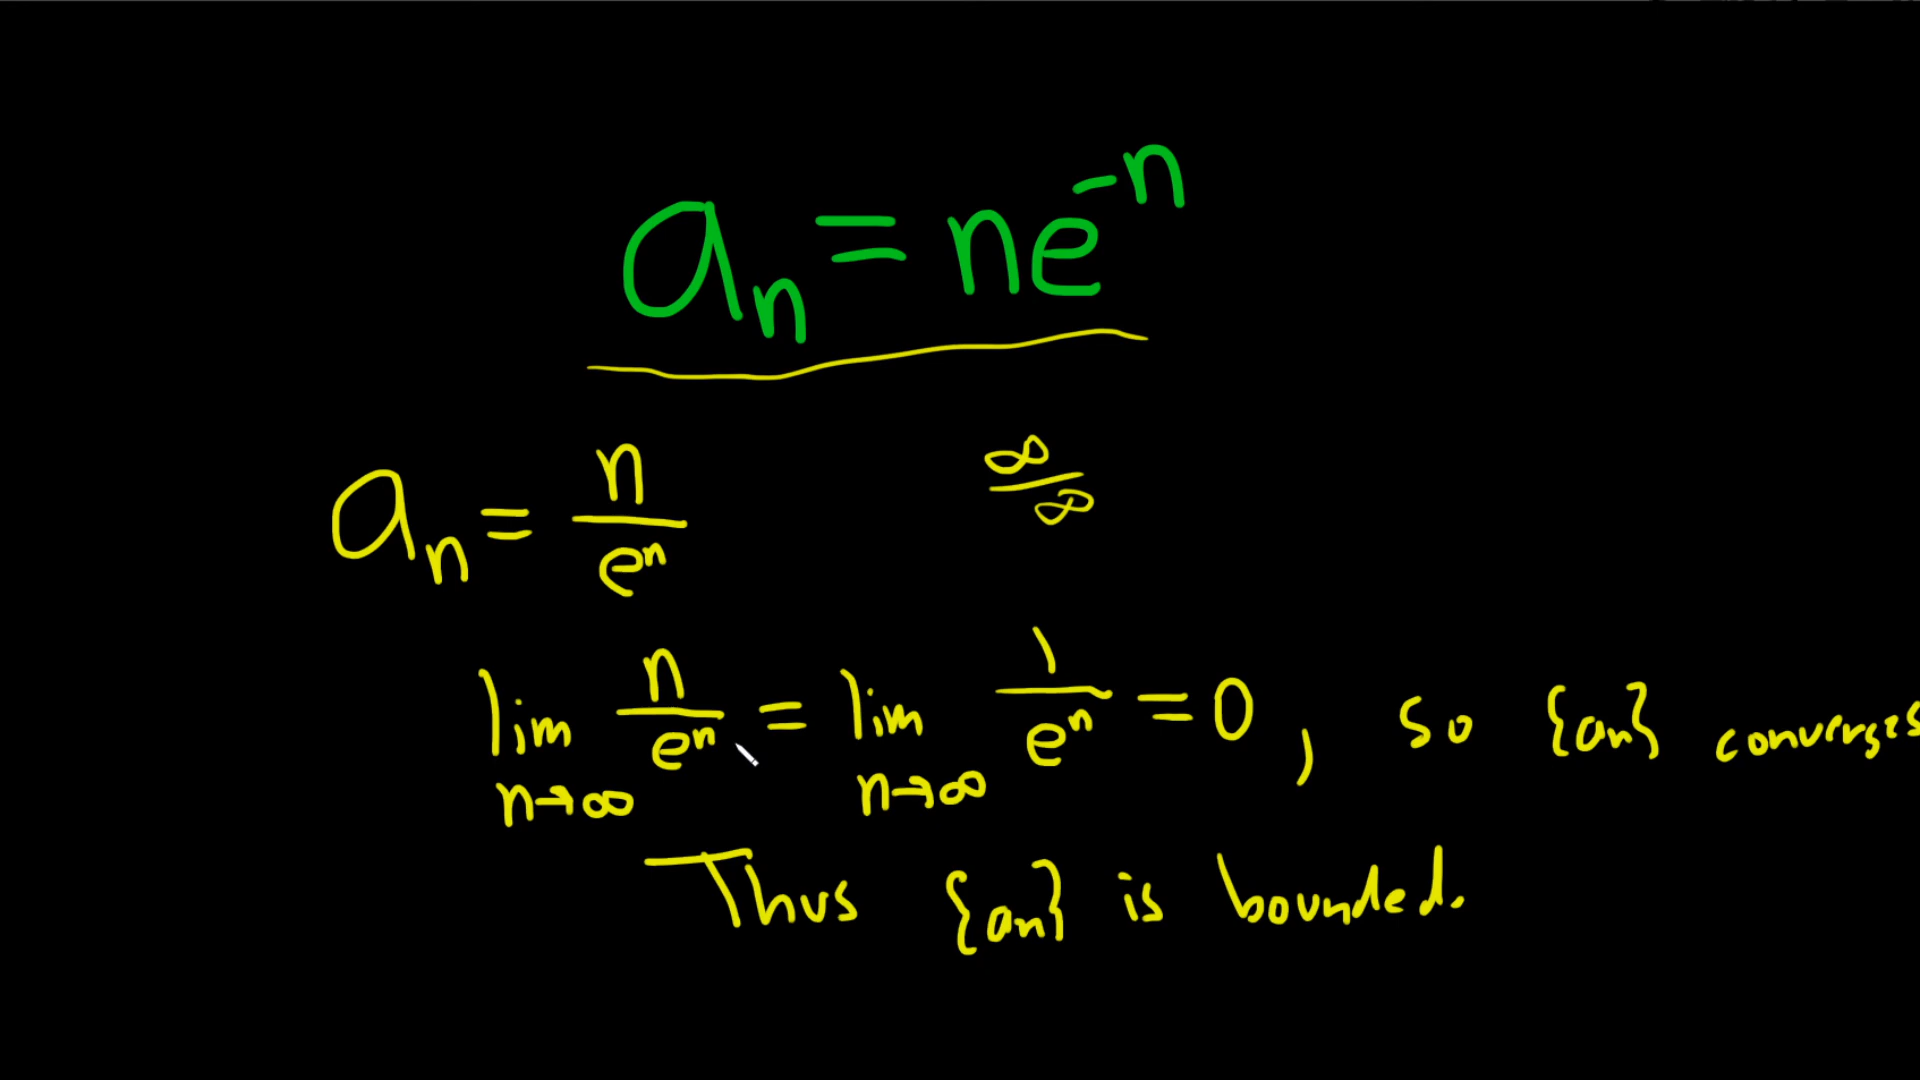 aₙ = ne⁻ⁿ
aₙ = n/eⁿ ∞/∞
lim n→∞ n/eⁿ = lim n→∞ 1/eⁿ = 0, so {aₙ} converges
Thus {aₙ} is bounded.